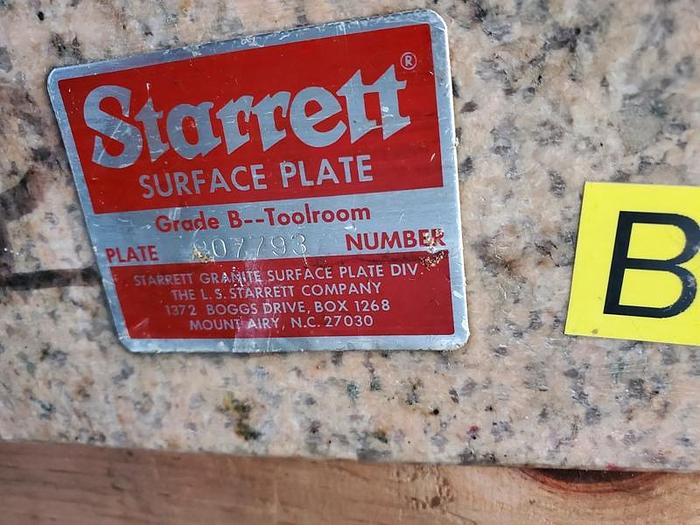 Starrett®
SURFACE PLATE
Grade B--Toolroom
PLATE 807793 NUMBER
STARRETT GRANITE SURFACE PLATE DIV.
THE L.S. STARRETT COMPANY
1372 BOGGS DRIVE, BOX 1268
MOUNT AIRY, N.C. 27030
B